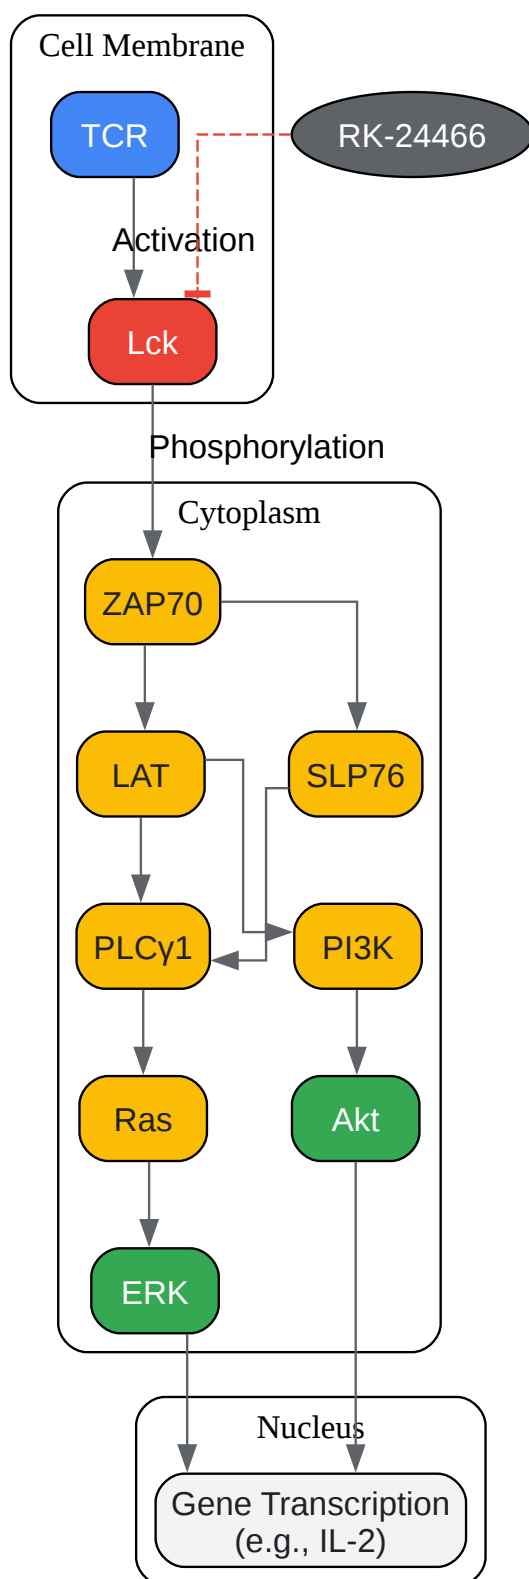 Cell Membrane
TCR
RK-24466
Activation
Lck
Phosphorylation
Cytoplasm
ZAP70
LAT
SLP76
PLCγ1
PI3K
Ras
Akt
ERK
Nucleus
Gene Transcription
(e.g., IL-2)